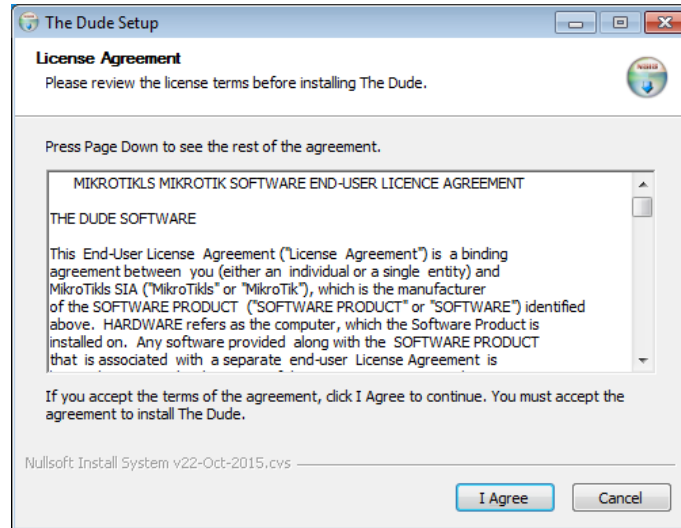 The Dude Setup
License Agreement
Please review the license terms before installing The Dude.
Press Page Down to see the rest of the agreement.
MIKROTIKLS MIKROTIK SOFTWARE END-USER LICENCE AGREEMENT
THE DUDE SOFTWARE
This End-User License Agreement ("License Agreement") is a binding
agreement between you (either an individual or a single entity) and
MikroTikls SIA ("MikroTikls" or "MikroTik"), which is the manufacturer
of the SOFTWARE PRODUCT ("SOFTWARE PRODUCT" or "SOFTWARE") identified
above. HARDWARE refers as the computer, which the Software Product is
installed on. Any software provided along with the SOFTWARE PRODUCT
that is associated with a separate end-user License Agreement is
If you accept the terms of the agreement, click I Agree to continue. You must accept the
agreement to install The Dude.
Nullsoft Install System v22-Oct-2015.cvs
I Agree
Cancel